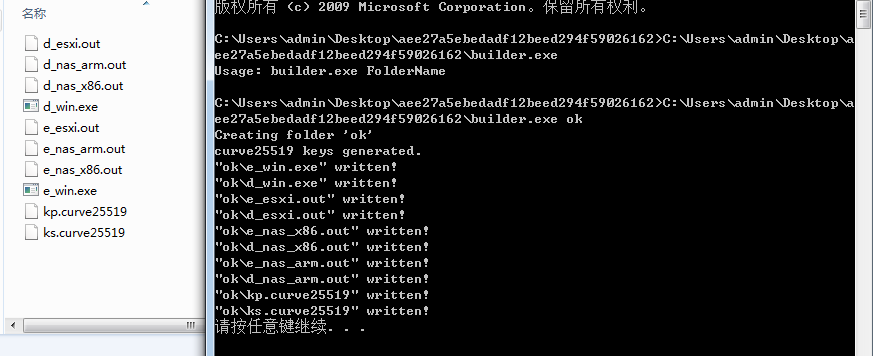 名称
d_esxi.out
d_nas_arm.out
d_nas_x86.out
d_win.exe
e_esxi.out
e_nas_arm.out
e_nas_x86.out
e_win.exe
kp.curve25519
ks.curve25519
版权所有 (c) 2009 Microsoft Corporation。保留所有权利。
C:\Users\admin\Desktop\aee27a5ebedadf12beed294f59026162>C:\Users\admin\Desktop\a
ee27a5ebedadf12beed294f59026162\builder.exe
Usage: builder.exe FolderName
C:\Users\admin\Desktop\aee27a5ebedadf12beed294f59026162>C:\Users\admin\Desktop\a
ee27a5ebedadf12beed294f59026162\builder.exe ok
Creating folder 'ok'
curve25519 keys generated.
"ok\e_win.exe" written!
"ok\d_win.exe" written!
"ok\e_esxi.out" written!
"ok\d_esxi.out" written!
"ok\e_nas_x86.out" written!
"ok\d_nas_x86.out" written!
"ok\e_nas_arm.out" written!
"ok\d_nas_arm.out" written!
"ok\kp.curve25519" written!
"ok\ks.curve25519" written!
请按任意键继续. . .